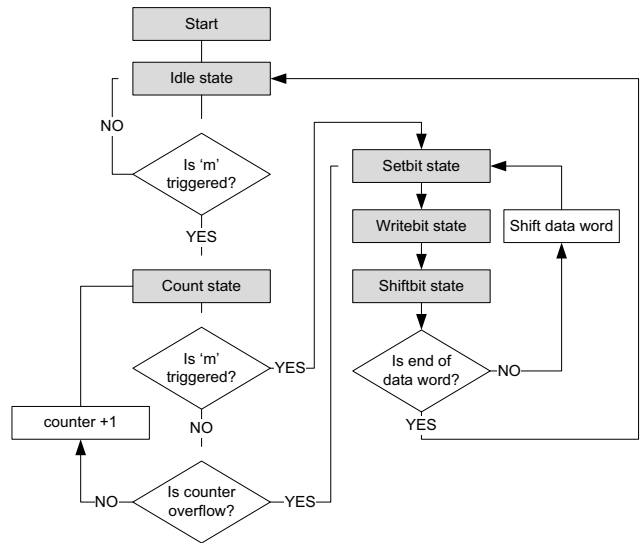 Start
Idle state
NO
Is 'm'
triggered?
YES
Count state
Is 'm'
triggered?
YES
NO
counter +1
Is counter
overflow?
NO
YES
Setbit state
Writebit state
Shift data word
Shiftbit state
Is end of
data word?
NO
YES